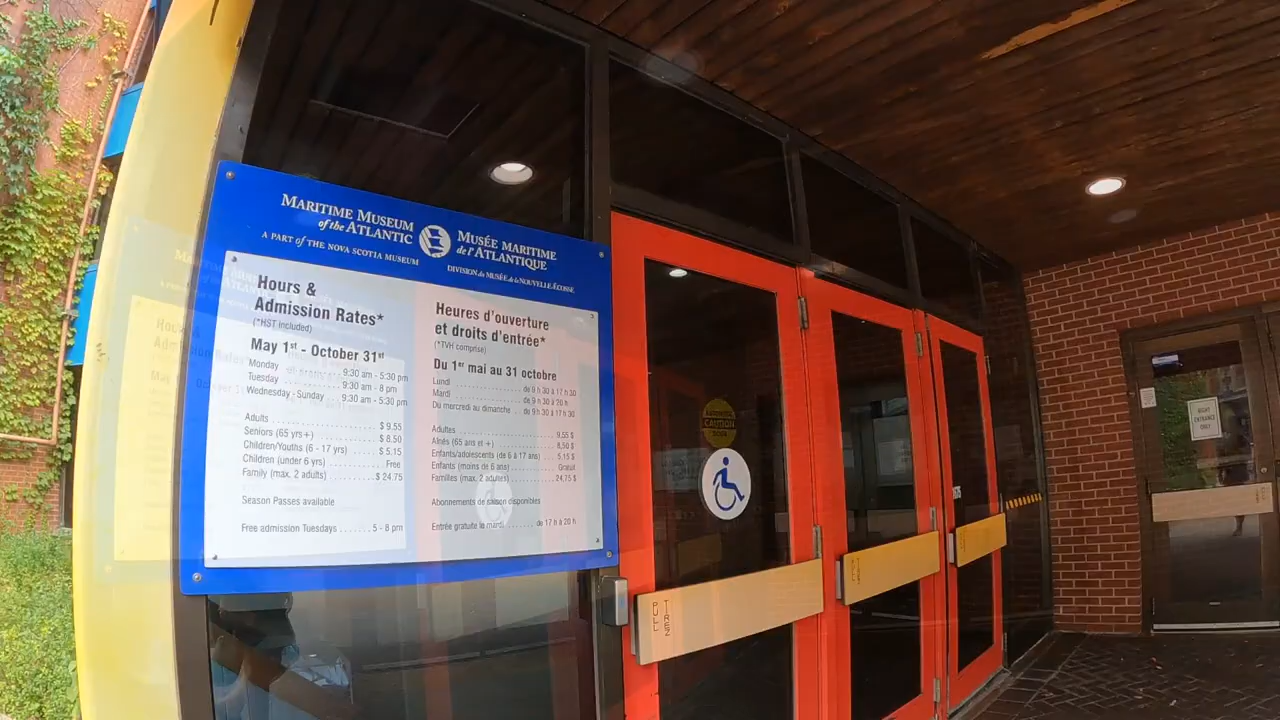 MARITIME MUSEUM
of the ATLANTIC
A PART of THE NOVA SCOTIA MUSEUM
MUSÉE MARITIME
de l'ATLANTIQUE
DIVISION du MUSÉE de la NOUVELLE-ÉCOSSE
Hours &
Admission Rates*
(*HST included)
May 1st - October 31st
Monday ........ 9:30 am - 5:30 pm
Tuesday ........ 9:30 am - 8 pm
Wednesday - Sunday .. 9:30 am - 5:30 pm
Adults ........ $ 9.55
Seniors (65 yrs+) ........ $ 8.50
Children/Youths (6 - 17 yrs) ..... $ 5.15
Children (under 6 yrs) ........ Free
Family (max. 2 adults) ........ $ 24.75
Season Passes available
Free admission Tuesdays ....... 5 - 8 pm
Heures d'ouverture
et droits d'entrée*
(*TVH comprise)
Du 1er mai au 31 octobre
Lundi ........ de 9 h 30 à 17 h 30
Mardi ........ de 9 h 30 à 20 h
Du mercredi au dimanche ... de 9 h 30 à 17 h 30
Adultes ........ 9,55 $
Aînés (65 ans et +) ........ 8,50 $
Enfants/adolescents (de 6 à 17 ans) .. 5,15 $
Enfants (moins de 6 ans) ........ Gratuit
Familles (max. 2 adultes) ........ 24,75 $
Abonnements de saison disponibles
Entrée gratuite le mardi ........ de 17 h à 20 h
CAUTION
DOOR
PULL
TIREZ
RIGHT
ENTRANCE
ONLY